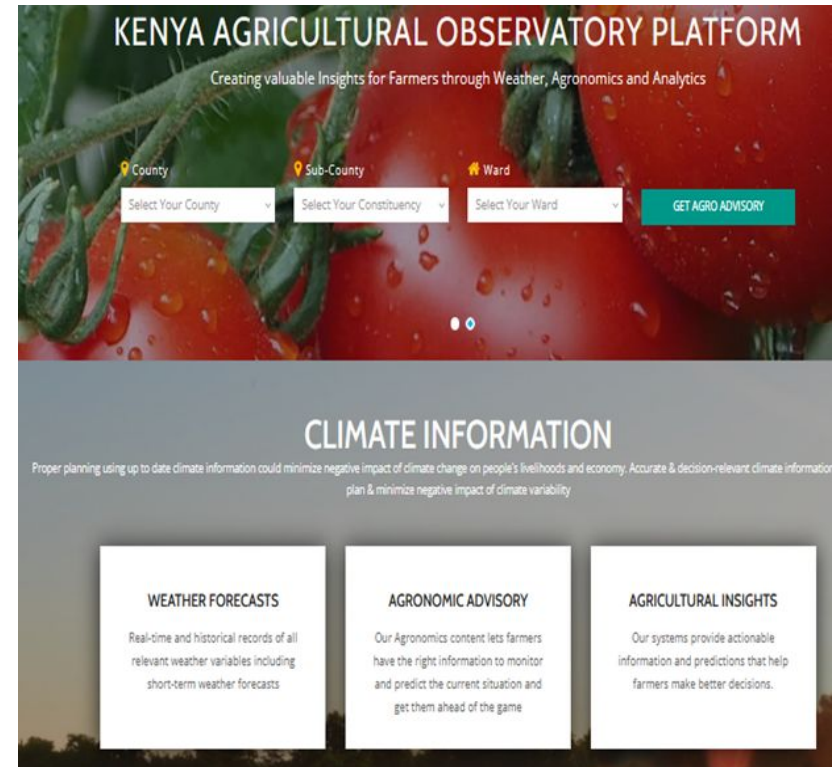 KENYA AGRICULTURAL OBSERVATORY PLATFORM
Creating valuable Insights for Farmers through Weather, Agronomics and Analytics
County
Sub-County
Ward
Select Your County
Select Your Constituency
Select Your Ward
GET AGRO ADVISORY
CLIMATE INFORMATION
Proper planning using up to date climate information could minimize negative impact of climate change on people's livelihoods and economy. Accurate & decision-relevant climate information
plan & minimize negative impact of climate variability
WEATHER FORECASTS
Real-time and historical records of all
relevant weather variables including
short-term weather forecasts
AGRONOMIC ADVISORY
Our Agronomics content lets farmers
have the right information to monitor
and predict the current situation and
get them ahead of the game
AGRICULTURAL INSIGHTS
Our systems provide actionable
information and predictions that help
farmers make better decisions.